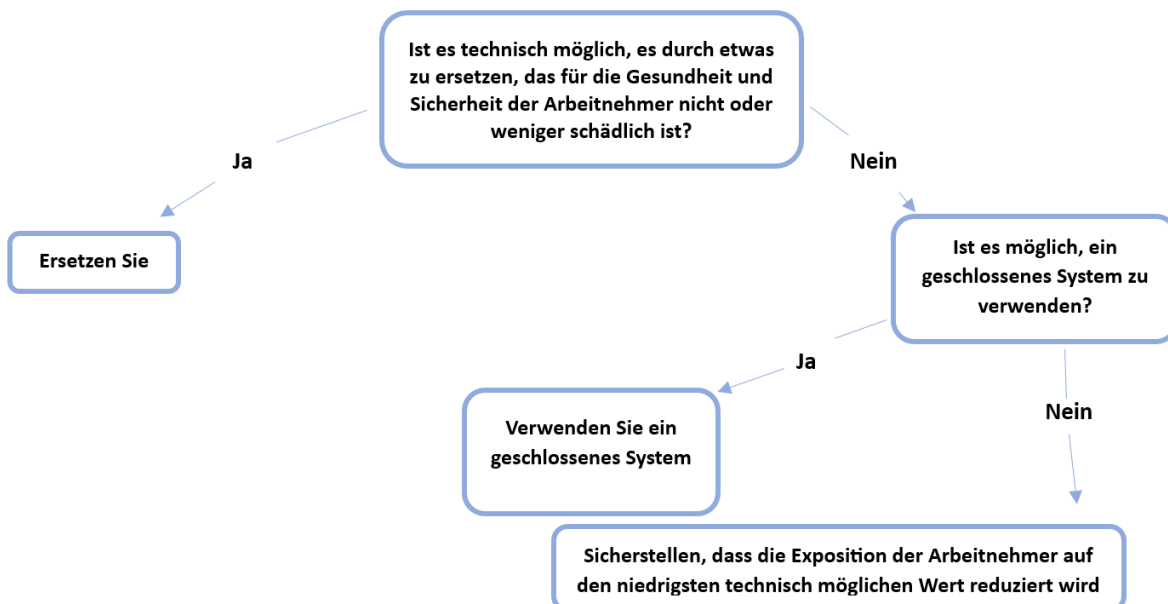 Ist es technisch möglich, es durch etwas
zu ersetzen, das für die Gesundheit und
Sicherheit der Arbeitnehmer nicht oder
weniger schädlich ist?
Ja
Nein
Ersetzen Sie
Ist es möglich, ein
geschlossenes System zu
verwenden?
Ja
Nein
Verwenden Sie ein
geschlossenes System
Sicherstellen, dass die Exposition der Arbeitnehmer auf
den niedrigsten technisch möglichen Wert reduziert wird